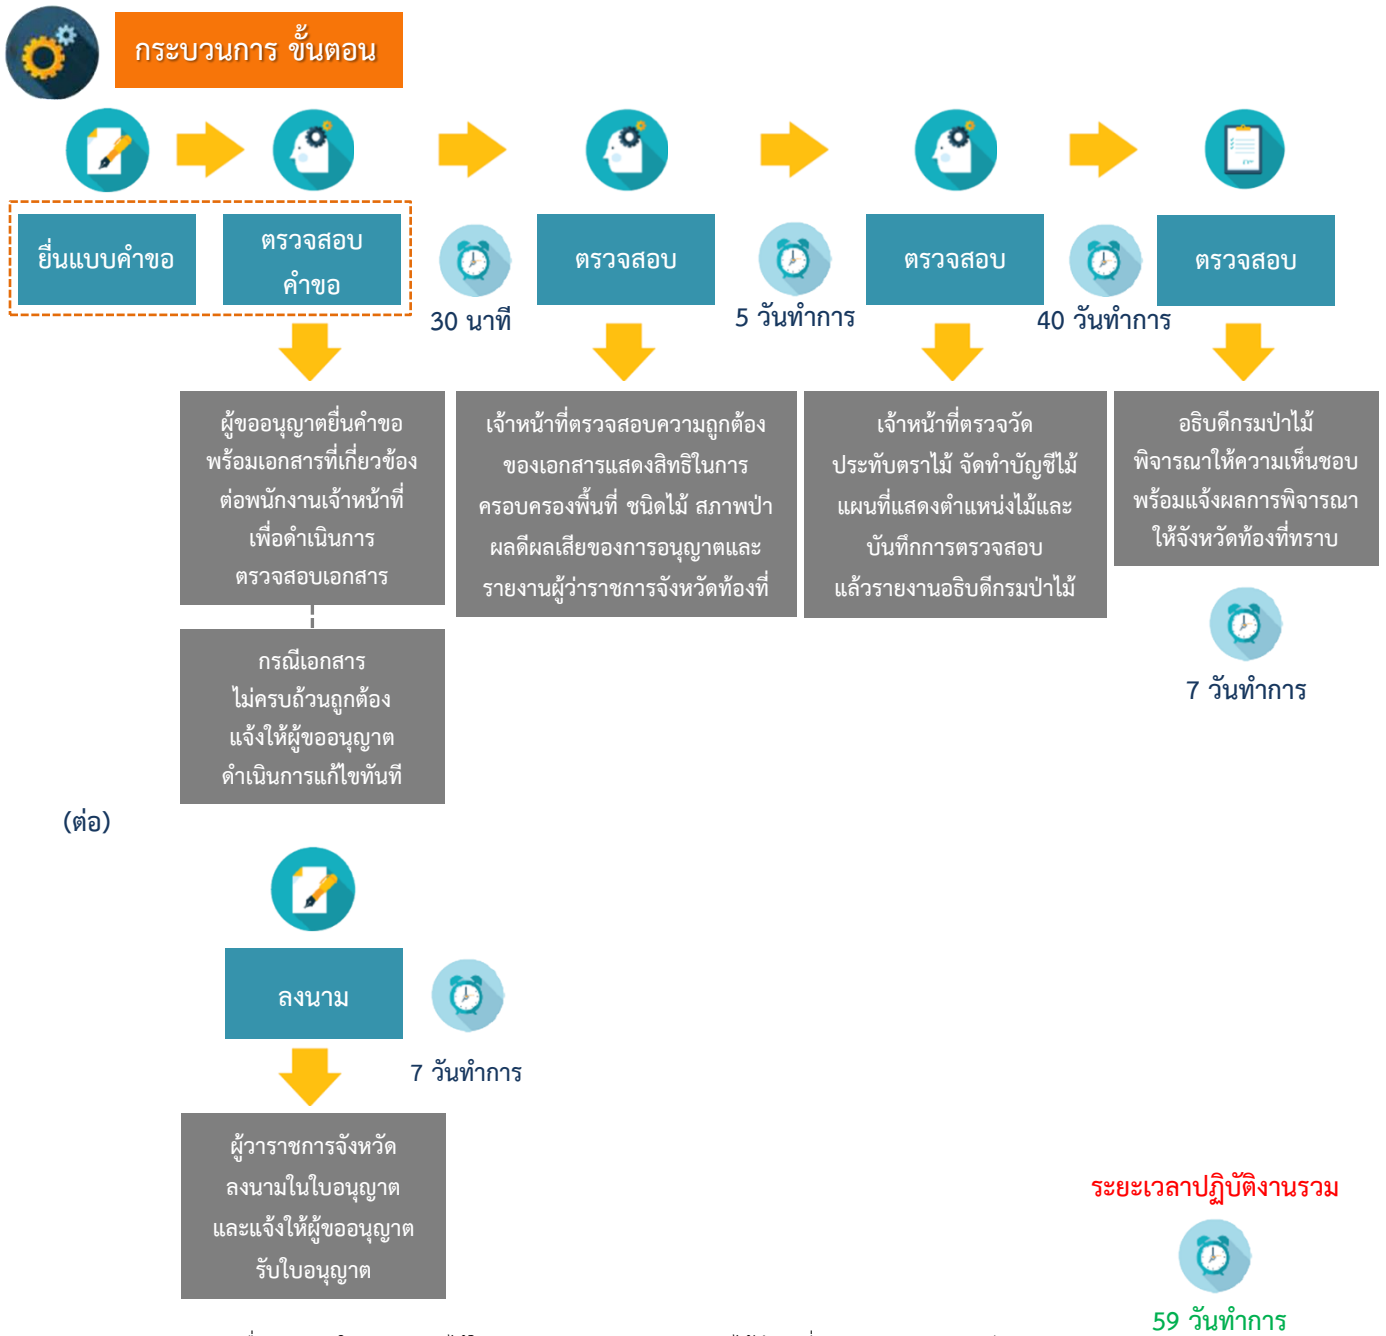 กระบวนการ ขั้นตอน
ยื่นแบบคำขอ
ตรวจสอบ
คำขอ
30 นาที
ตรวจสอบ
5 วันทำการ
ตรวจสอบ
40 วันทำการ
ตรวจสอบ
ผู้ขออนุญาตยื่นคำขอ
พร้อมเอกสารที่เกี่ยวข้อง
ต่อพนักงานเจ้าหน้าที่
เพื่อดำเนินการ
ตรวจสอบเอกสาร
กรณีเอกสาร
ไม่ครบถ้วนถูกต้อง
แจ้งให้ผู้ขออนุญาต
ดำเนินการแก้ไขทันที
เจ้าหน้าที่ตรวจสอบความถูกต้อง
ของเอกสารแสดงสิทธิในการ
ครอบครองพื้นที่ ชนิดไม้ สภาพป่า
ผลดีผลเสียของการอนุญาตและ
รายงานผู้ว่าราชการจังหวัดท้องที่
เจ้าหน้าที่ตรวจวัด
ประทับตราไม้ จัดทำบัญชีไม้
แผนที่แสดงตำแหน่งไม้และ
บันทึกการตรวจสอบ
แล้วรายงานอธิบดีกรมป่าไม้
อธิบดีกรมป่าไม้
พิจารณาให้ความเห็นชอบ
พร้อมแจ้งผลการพิจารณา
ให้จังหวัดท้องที่ทราบ
7 วันทำการ
(ต่อ)
ลงนาม
7 วันทำการ
ผู้วาราชการจังหวัด
ลงนามในใบอนุญาต
และแจ้งให้ผู้ขออนุญาต
รับใบอนุญาต
ระยะเวลาปฏิบัติงานรวม
59 วันทำการ